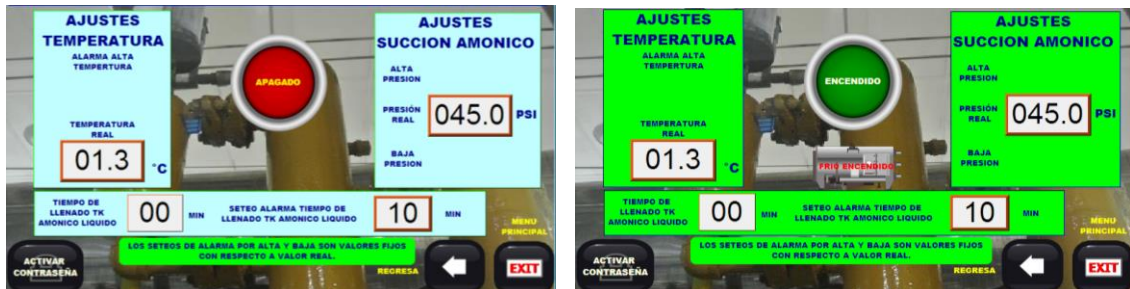 AJUSTES
TEMPERATURA
ALARMA ALTA
TEMPERTURA
TEMPERATURA
REAL
01.3 °C
APAGADO
AJUSTES
SUCCION AMONICO
ALTA
PRESION
PRESIÓN
REAL
045.0 PSI
BAJA
PRESION
TIEMPO DE
LLENADO TK
AMONICO LIQUIDO
00 MIN
SETEO ALARMA TIEMPO DE
LLENADO TK AMONICO LIQUIDO
10 MIN
MENU
PRINCIPAL
LOS SETEOS DE ALARMA POR ALTA Y BAJA SON VALORES FIJOS
CON RESPECTO A VALOR REAL.
ACTIVAR
CONTRASEÑA
REGRESA
EXIT
AJUSTES
TEMPERATURA
ALARMA ALTA
TEMPERTURA
TEMPERATURA
REAL
01.3 °C
ENCENDIDO
FRIO ENCENDIDO
AJUSTES
SUCCION AMONICO
ALTA
PRESION
PRESIÓN
REAL
045.0 PSI
BAJA
PRESION
TIEMPO DE
LLENADO TK
AMONICO LIQUIDO
00 MIN
SETEO ALARMA TIEMPO DE
LLENADO TK AMONICO LIQUIDO
10 MIN
MENU
PRINCIPAL
LOS SETEOS DE ALARMA POR ALTA Y BAJA SON VALORES FIJOS
CON RESPECTO A VALOR REAL.
ACTIVAR
CONTRASEÑA
REGRESA
EXIT